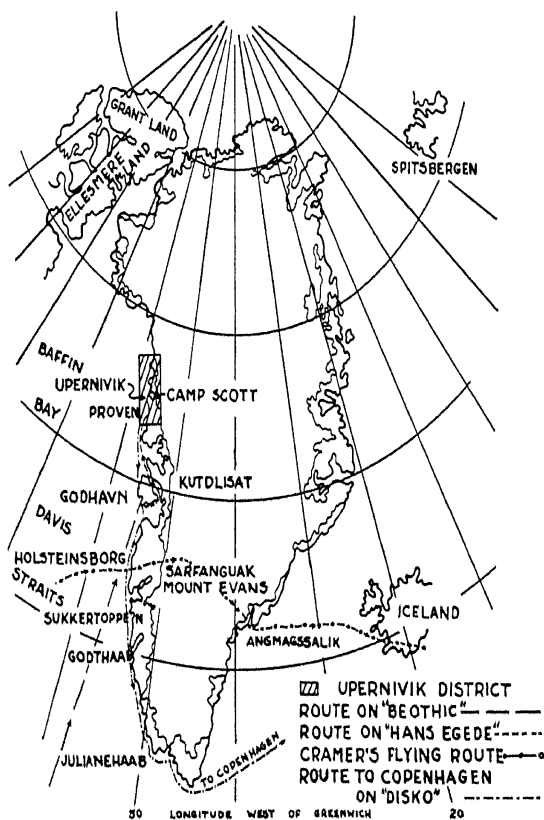 GRANT LAND
ELLESMERE
ISLAND
SPITSBERGEN
BAFFIN
BAY
UPERNIVIK
PROVEN
CAMP SCOTT
KUTDLISAT
GODHAVN
DAVIS
STRAITS
HOLSTEINSBORG
SARFANGUAK
MOUNT EVANS
SUKKERTOPPEN
ANGMAGSSALIK
ICELAND
GODTHAAB
JULIANEHAAB
TO COPENHAGEN
UPERNIVIK DISTRICT
ROUTE ON "BEOTHIC"
ROUTE ON "HANS EGEDE"
CRAMER'S FLYING ROUTE
ROUTE TO COPENHAGEN
ON "DISKO"
50 LONGITUDE WEST OF GREENWICH 20